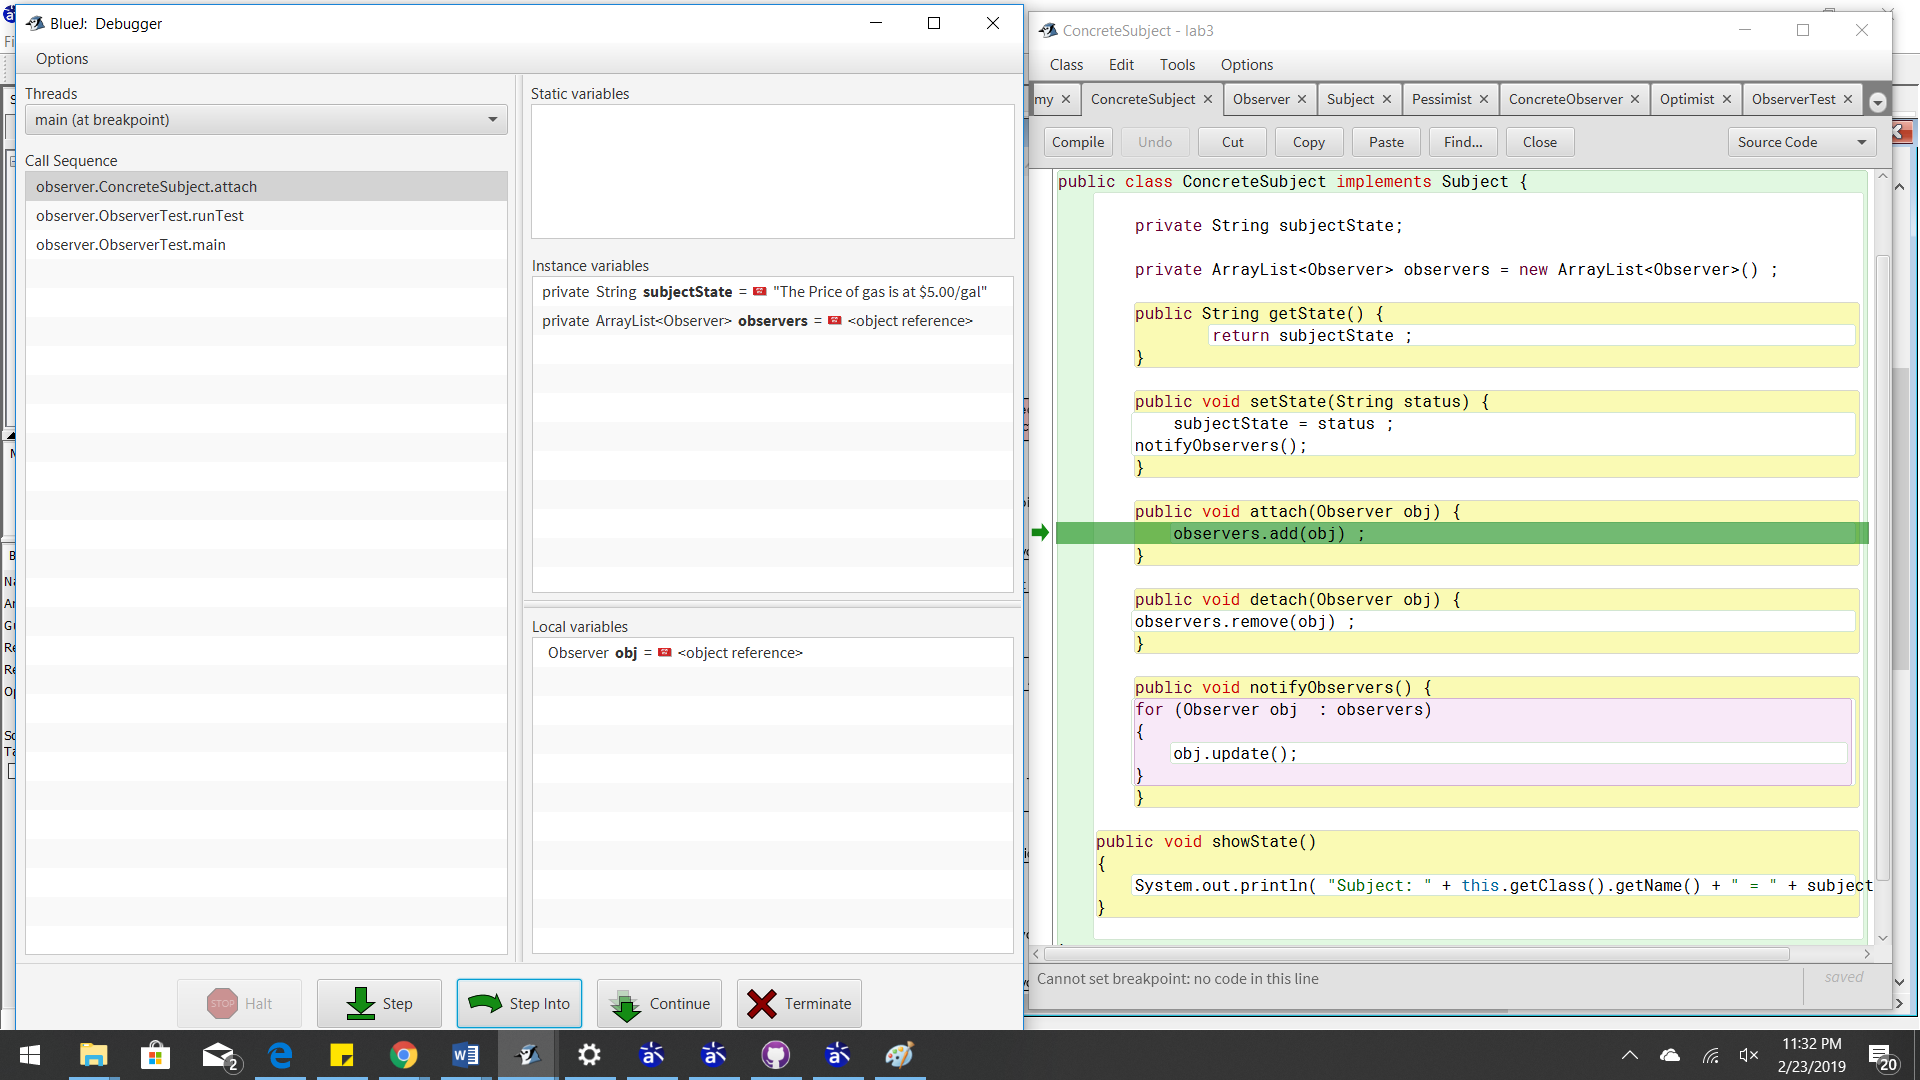 BlueJ: Debugger
Options
Threads
main (at breakpoint)
Call Sequence
observer.ConcreteSubject.attach
observer.ObserverTest.runTest
observer.ObserverTest.main
Static variables
Instance variables
private String subjectState = "The Price of gas is at $5.00/gal"
private ArrayList<Observer> observers = <object reference>
Local variables
Observer obj = <object reference>
STOP Halt
Step
Step Into
Continue
Terminate
ConcreteSubject - lab3
Class Edit Tools Options
my ConcreteSubject Observer Subject Pessimist ConcreteObserver Optimist ObserverTest
Compile Undo Cut Copy Paste Find... Close Source Code
public class ConcreteSubject implements Subject {
private String subjectState;
private ArrayList<Observer> observers = new ArrayList<Observer>() ;
public String getState() {
return subjectState ;
}
public void setState(String status) {
subjectState = status ;
notifyObservers();
}
public void attach(Observer obj) {
observers.add(obj) ;
}
public void detach(Observer obj) {
observers.remove(obj) ;
}
public void notifyObservers() {
for (Observer obj : observers)
{
obj.update();
}
}
public void showState()
{
System.out.println( "Subject: " + this.getClass().getName() + " = " + subject
}
Cannot set breakpoint: no code in this line
saved
2
11:32 PM
2/23/2019
20